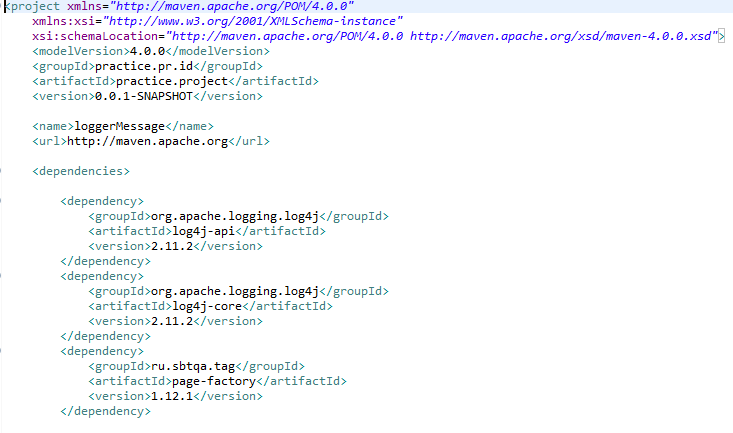 <project xmlns="http://maven.apache.org/POM/4.0.0"
xmlns:xsi="http://www.w3.org/2001/XMLSchema-instance"
xsi:schemaLocation="http://maven.apache.org/POM/4.0.0 http://maven.apache.org/xsd/maven-4.0.0.xsd">
<modelVersion>4.0.0</modelVersion>
<groupId>practice.pr.id</groupId>
<artifactId>practice.project</artifactId>
<version>0.0.1-SNAPSHOT</version>
<name>loggerMessage</name>
<url>http://maven.apache.org</url>
<dependencies>
<dependency>
<groupId>org.apache.logging.log4j</groupId>
<artifactId>log4j-api</artifactId>
<version>2.11.2</version>
</dependency>
<dependency>
<groupId>org.apache.logging.log4j</groupId>
<artifactId>log4j-core</artifactId>
<version>2.11.2</version>
</dependency>
<dependency>
<groupId>ru.sbtqa.tag</groupId>
<artifactId>page-factory</artifactId>
<version>1.12.1</version>
</dependency>